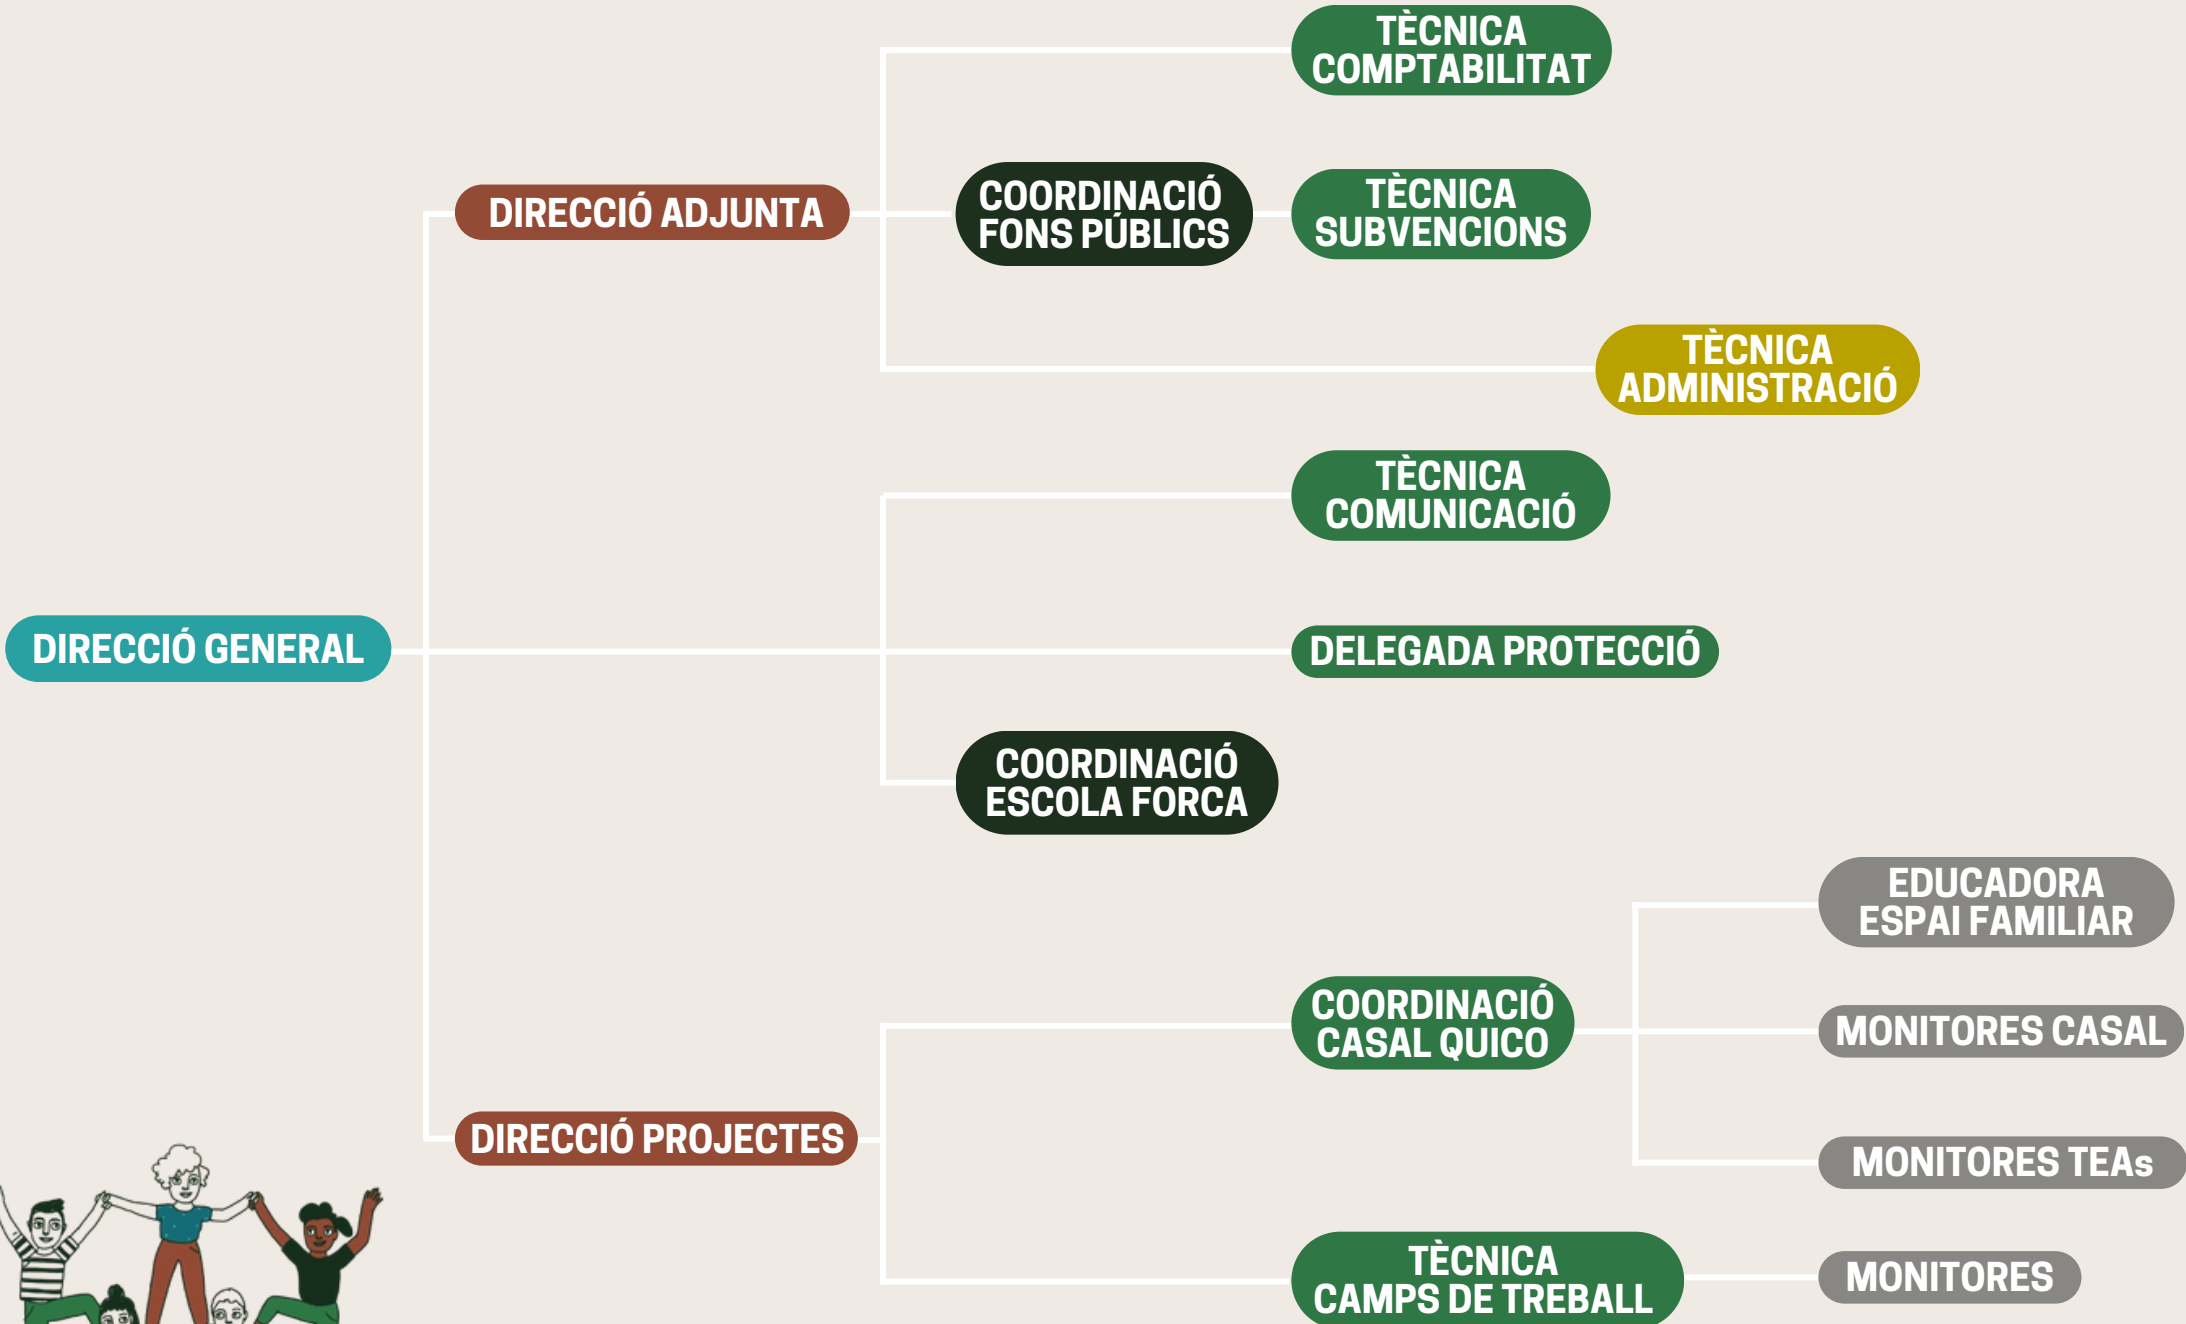 TÈCNICA
COMPTABILITAT
DIRECCIÓ ADJUNTA
COORDINACIÓ
FONS PÚBLICS
TÈCNICA
SUBVENCIONS
TÈCNICA
ADMINISTRACIÓ
TÈCNICA
COMUNICACIÓ
DIRECCIÓ GENERAL
DELEGADA PROTECCIÓ
COORDINACIÓ
ESCOLA FORCA
EDUCADORA
ESPAI FAMILIAR
COORDINACIÓ
CASAL QUICO
MONITORES CASAL
DIRECCIÓ PROJECTES
MONITORES TEAs
TÈCNICA
CAMPS DE TREBALL
MONITORES